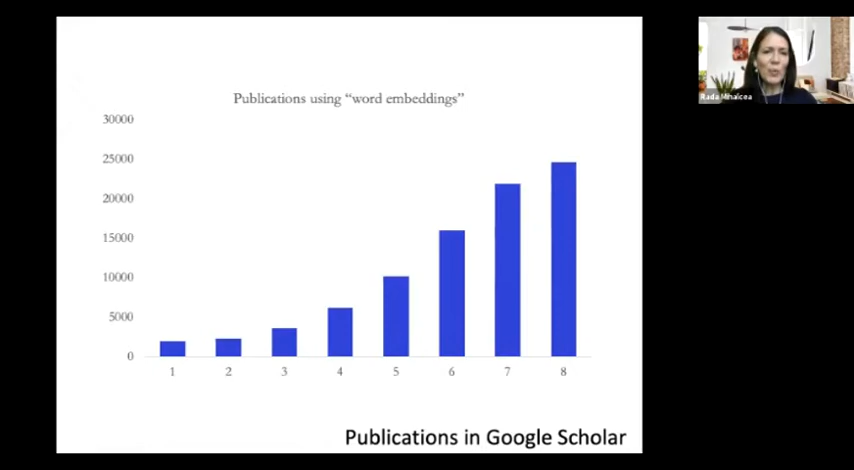 Publications using “word embeddings”
30000
25000
20000
15000
10000
5000
0
1 2 3 4 5 6 7 8
Publications in Google Scholar
Rada Mihalcea